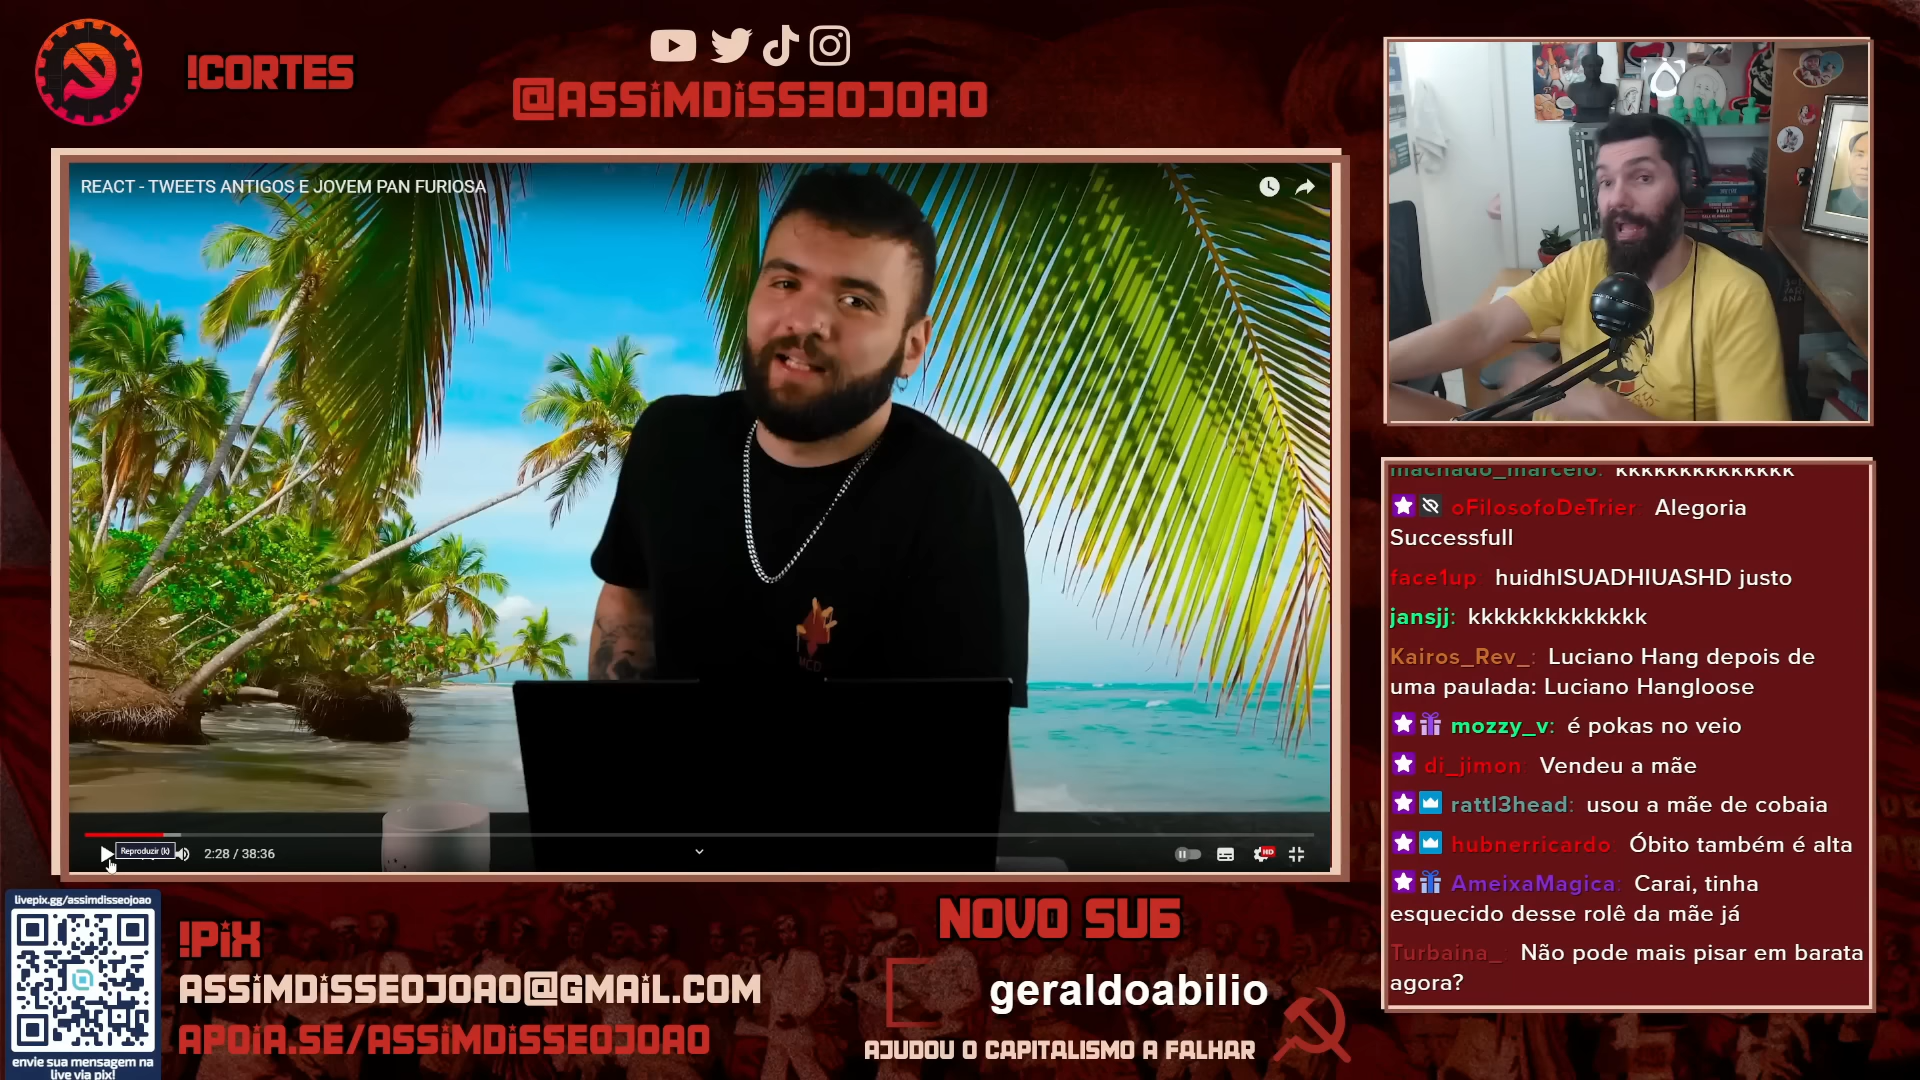 !CORTES
@ASSIMDISSEOJOAO
REACT - TWEETS ANTIGOS E JOVEM PAN FURIOSA
MCD
Reproduzir (k)
2:28 / 38:36
HD
machado_marcelo: kkkkkkkkkkkkkk
oFilosofoDeTrier: Alegoria
Successfull
face1up: huidhISUADHIUASHD justo
jansjj: kkkkkkkkkkkkkk
Kairos_Rev_: Luciano Hang depois de
uma paulada: Luciano Hangloose
mozzy_v: é pokas no veio
di_jimon: Vendeu a mãe
rattl3head: usou a mãe de cobaia
hubnerricardo: Óbito também é alta
AmeixaMagica: Carai, tinha
esquecido desse rolê da mãe já
Turbaina_: Não pode mais pisar em barata
agora?
livepix.gg/assimdisseojoao
envie sua mensagem na
live via pix!
!PIX
ASSIMDISSEOJOAO@GMAIL.COM
APOIA.SE/ASSIMDISSEOJOAO
NOVO SUB
geraldoabilio
AJUDOU O CAPITALISMO A FALHAR